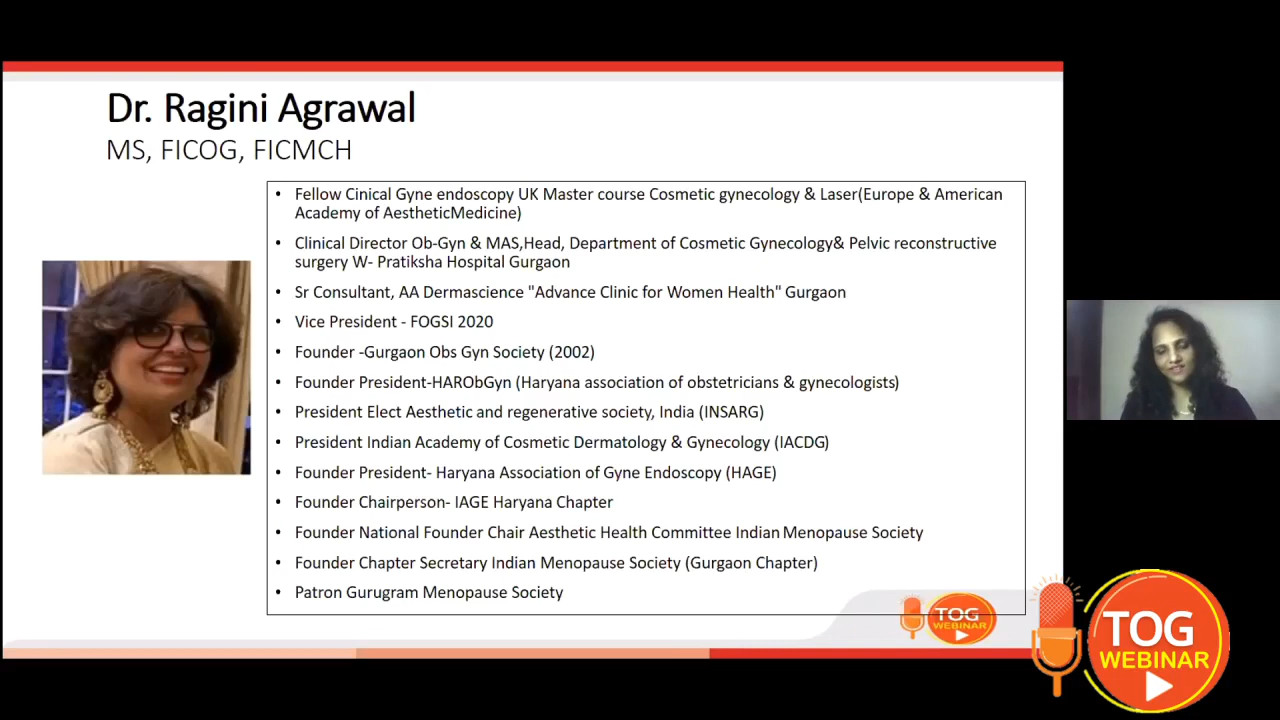 Dr. Ragini Agrawal
MS, FICOG, FICMCH
• Fellow Cinical Gyne endoscopy UK Master course Cosmetic gynecology & Laser(Europe & American
Academy of AestheticMedicine)
• Clinical Director Ob-Gyn & MAS,Head, Department of Cosmetic Gynecology& Pelvic reconstructive
surgery W- Pratiksha Hospital Gurgaon
• Sr Consultant, AA Dermascience "Advance Clinic for Women Health" Gurgaon
• Vice President - FOGSI 2020
• Founder -Gurgaon Obs Gyn Society (2002)
• Founder President-HARObGyn (Haryana association of obstetricians & gynecologists)
• President Elect Aesthetic and regenerative society, India (INSARG)
• President Indian Academy of Cosmetic Dermatology & Gynecology (IACDG)
• Founder President- Haryana Association of Gyne Endoscopy (HAGE)
• Founder Chairperson- IAGE Haryana Chapter
• Founder National Founder Chair Aesthetic Health Committee Indian Menopause Society
• Founder Chapter Secretary Indian Menopause Society (Gurgaon Chapter)
• Patron Gurugram Menopause Society
TOG
WEBINAR
TOG
WEBINAR